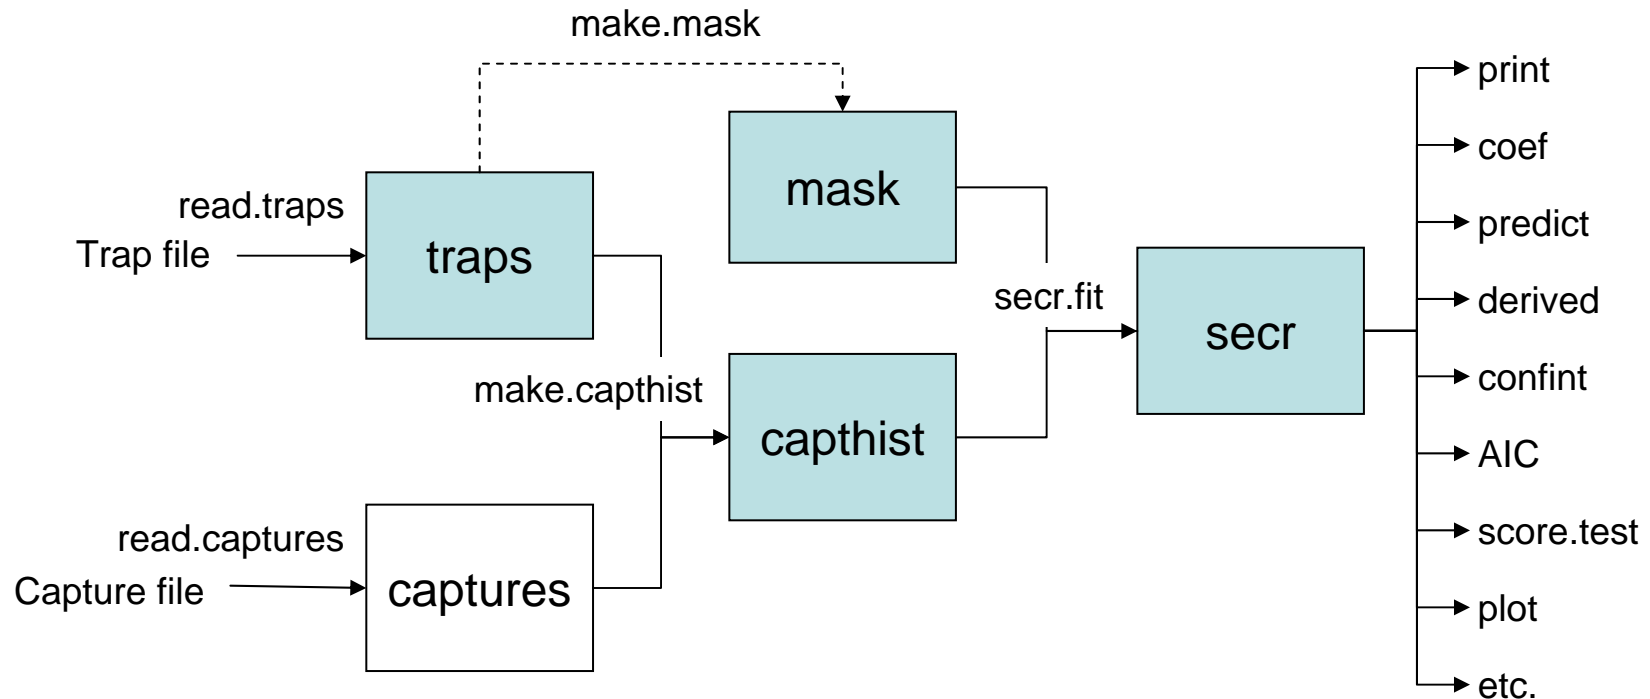 make.mask
read.traps
Trap file
traps
mask
make.capthist
read.captures
Capture file
captures
capthist
secr.fit
secr
print
coef
predict
derived
confint
AIC
score.test
plot
etc.